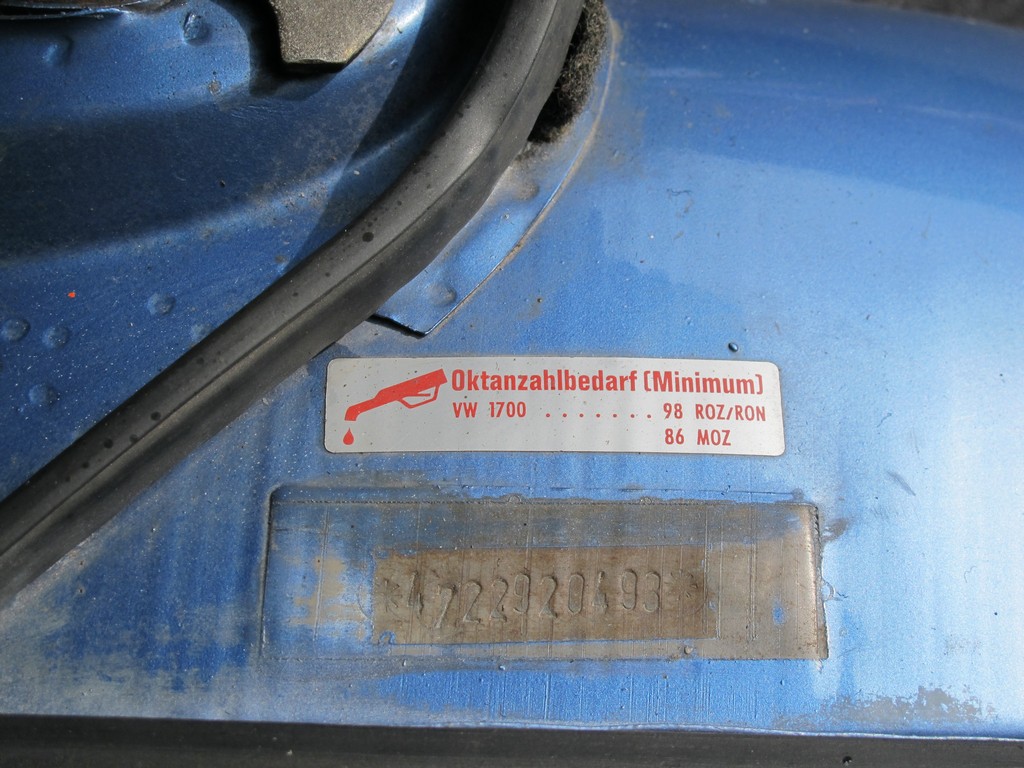 Oktanzahlbedarf (Minimum)
VW 1700 ....... 98 ROZ/RON
86 MOZ
4722920493